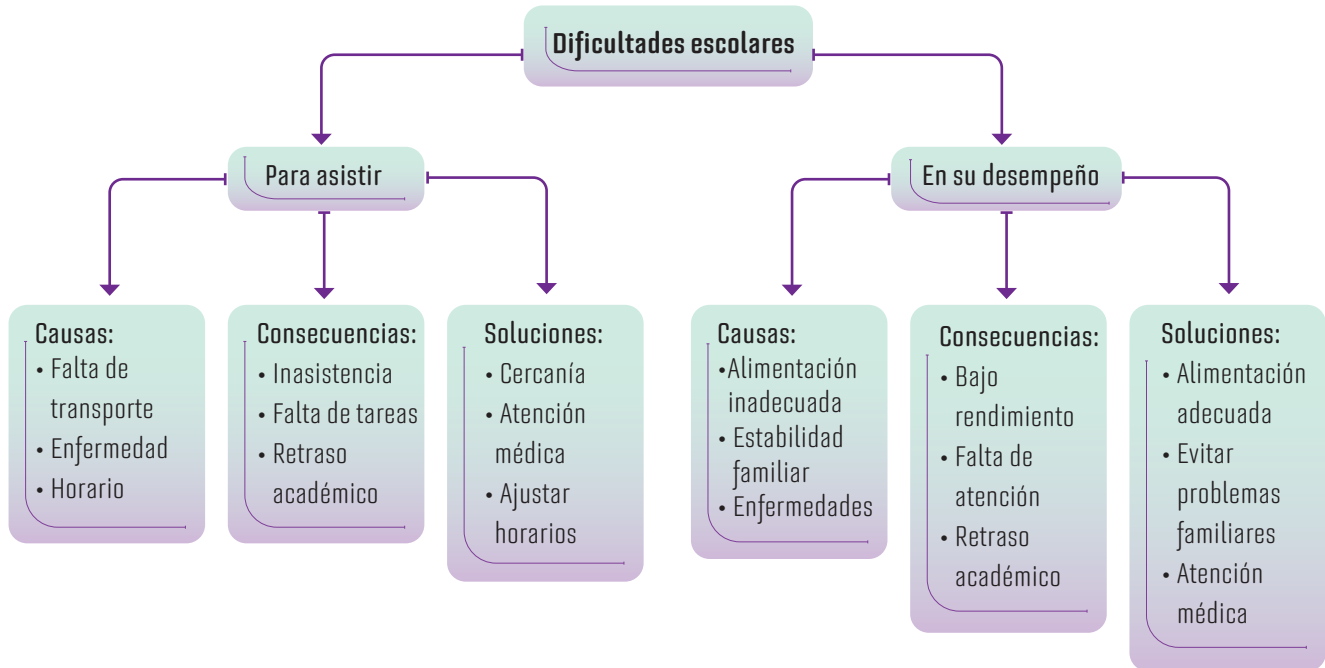 Dificultades escolares
Para asistir
Causas:
• Falta de
transporte
• Enfermedad
• Horario
Consecuencias:
• Inasistencia
• Falta de tareas
• Retraso
académico
Soluciones:
• Cercanía
• Atención
médica
• Ajustar
horarios
En su desempeño
Causas:
•Alimentación
inadecuada
• Estabilidad
familiar
• Enfermedades
Consecuencias:
• Bajo
rendimiento
• Falta de
atención
• Retraso
académico
Soluciones:
• Alimentación
adecuada
• Evitar
problemas
familiares
• Atención
médica